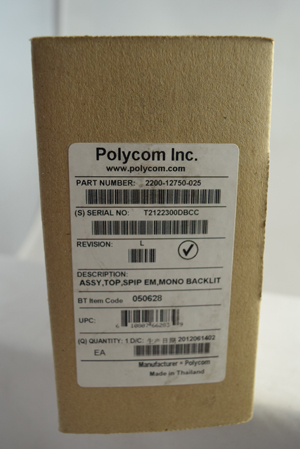 Polycom Inc.
www.polycom.com
PART NUMBER: 2200-12750-025
(S) SERIAL NO: T2122300DBCC
REVISION: L
DESCRIPTION:
ASSY,TOP,SPIP EM,MONO BACKLIT
BT Item Code 050628
UPC:
(Q) QUANTITY: 1 D/C: 2012061402
EA
Manufacturer - Polycom
Made in Thailand